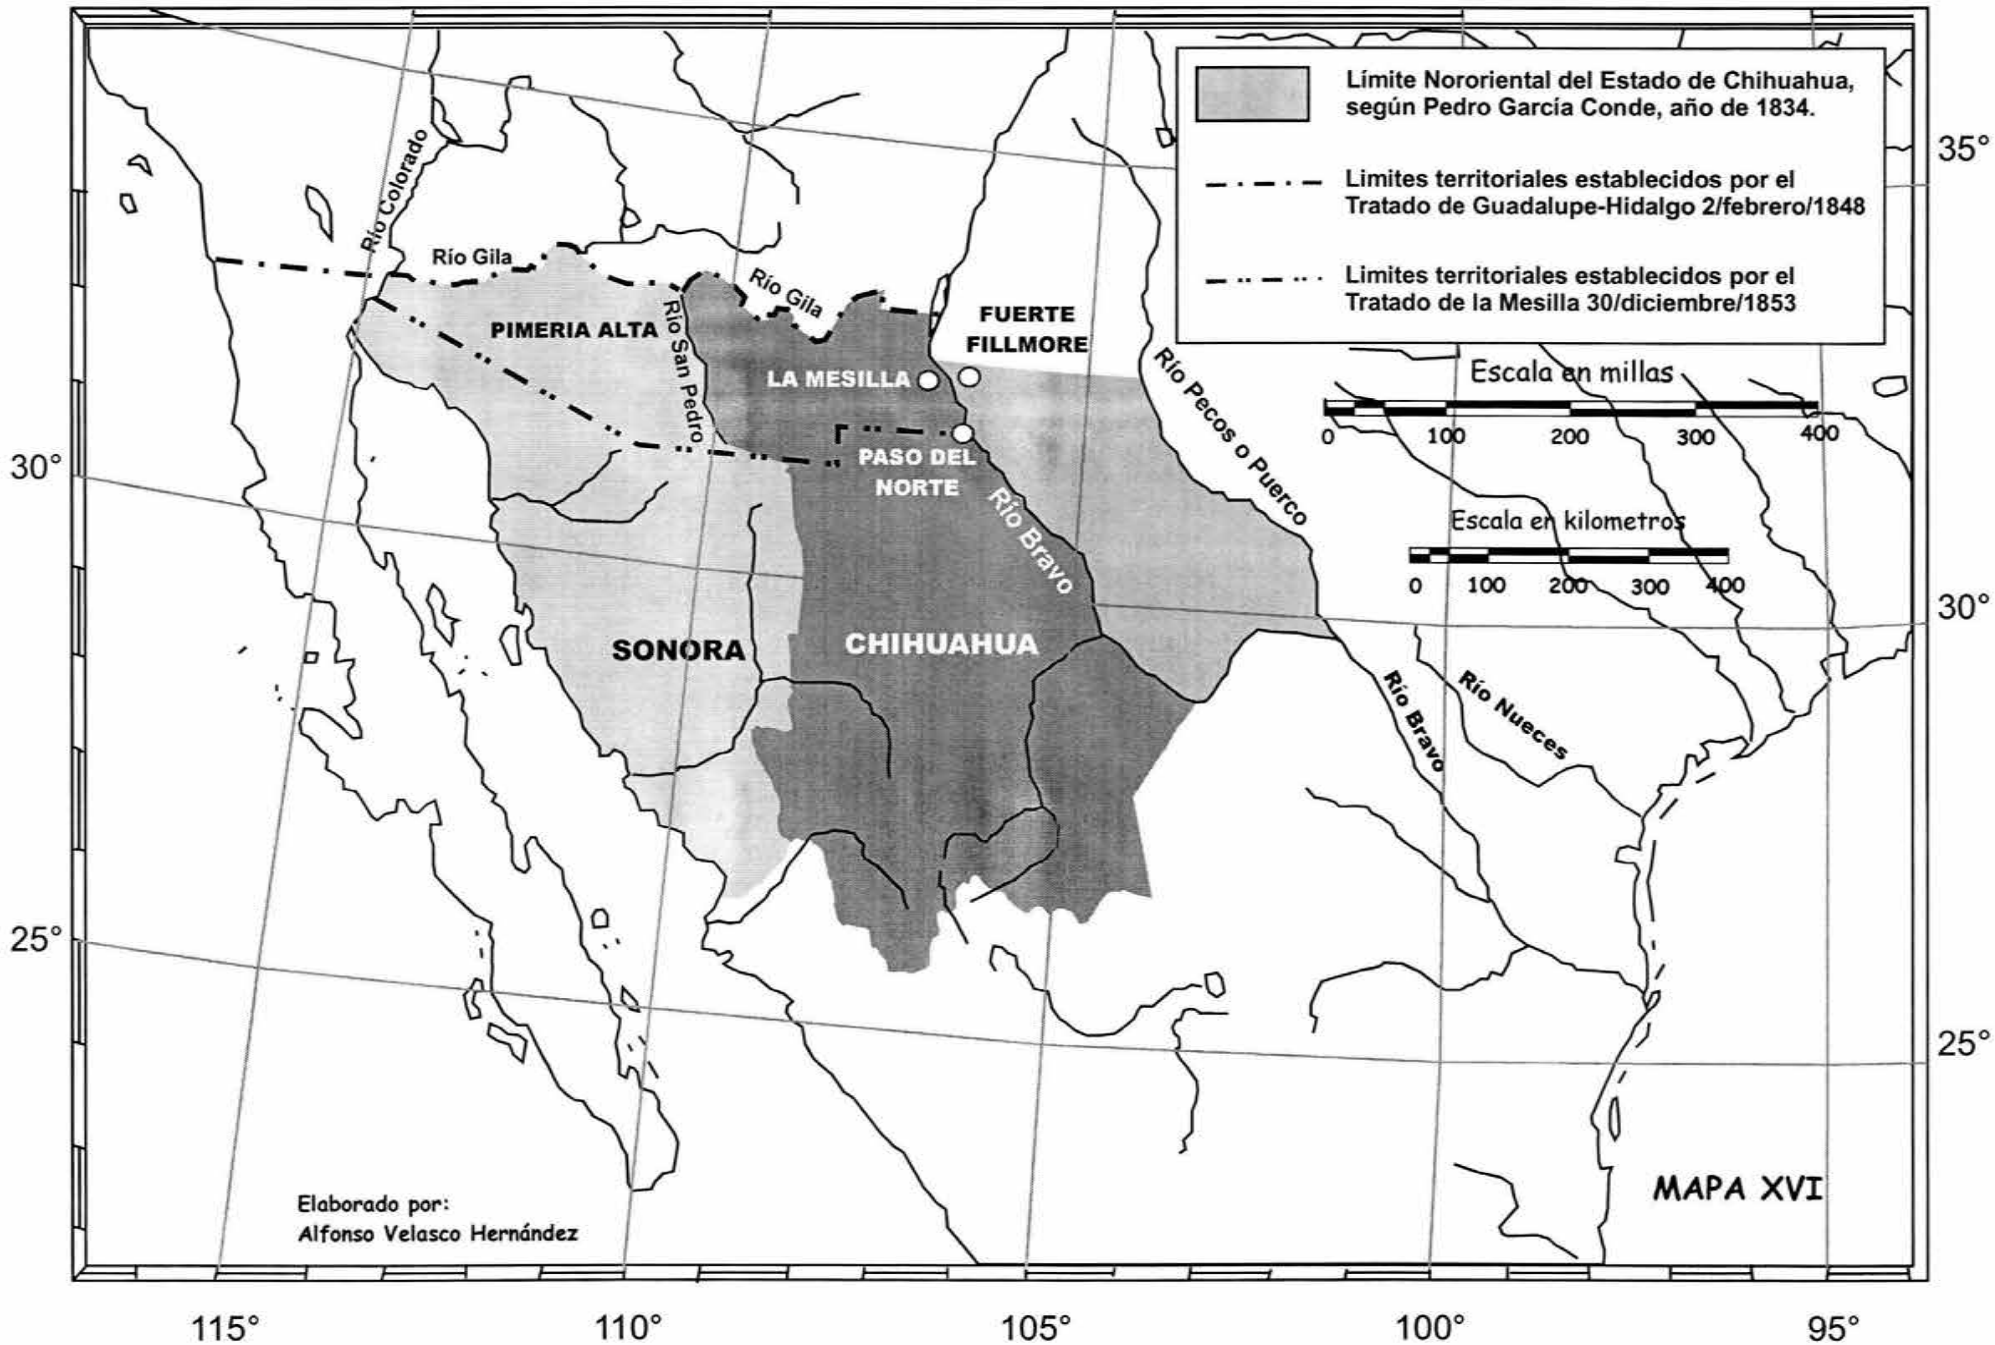 Límite Nororiental del Estado de Chihuahua,
según Pedro García Conde, año de 1834.
Limites territoriales establecidos por el
Tratado de Guadalupe-Hidalgo 2/febrero/1848
Limites territoriales establecidos por el
Tratado de la Mesilla 30/diciembre/1853
35°
Río Colorado
Río Gila
Río Gila
FUERTE
FILLMORE
PIMERIA ALTA
Río San Pedro
LA MESILLA
Río Pecos o Puerco
Escala en millas
0 100 200 300 400
PASO DEL
NORTE
30°
Río Bravo
Escala en kilometros
0 100 200 300 400
30°
SONORA
CHIHUAHUA
Río Bravo
Río Nueces
25°
25°
MAPA XVI
Elaborado por:
Alfonso Velasco Hernández
115° 110° 105° 100° 95°